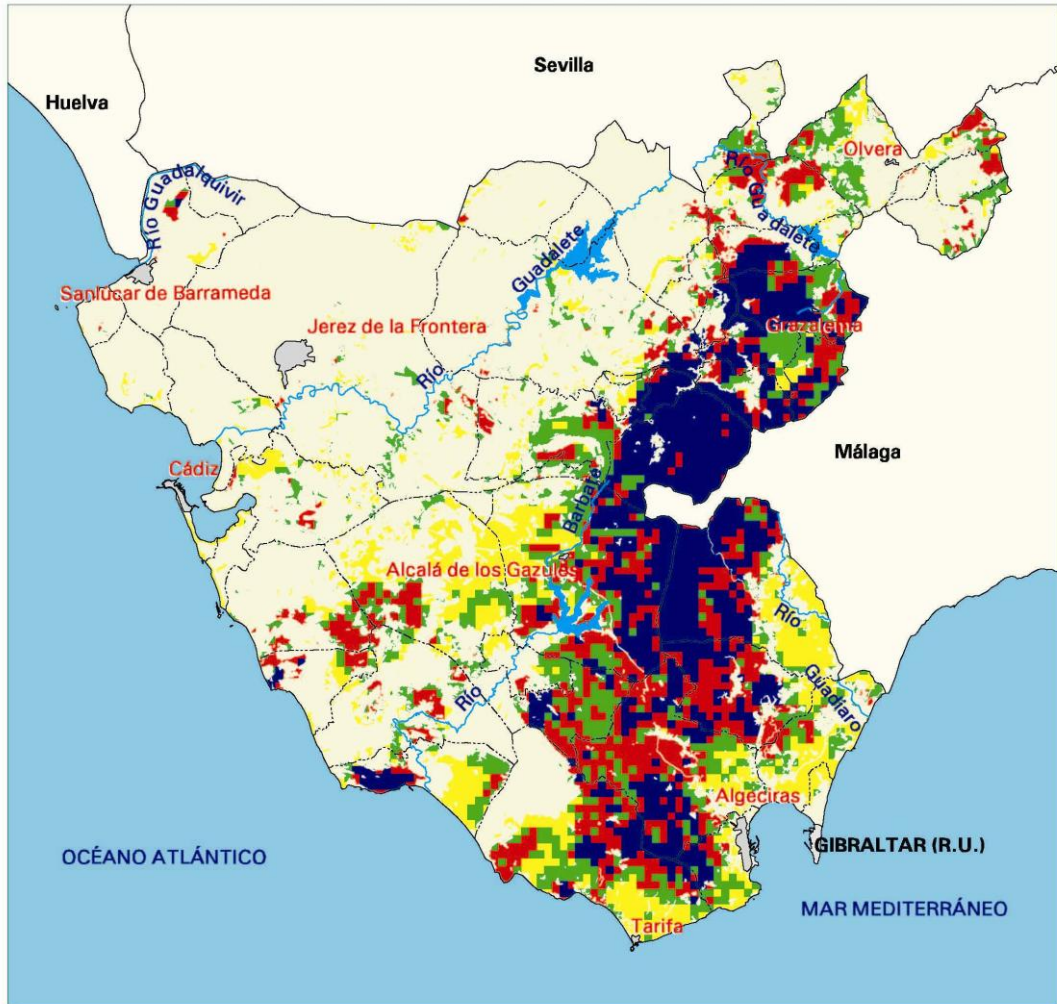 Sevilla
Huelva
Olvera
Río Guadalquivir
Río Guadalete
Guadalete
Sanlúcar de Barrameda
Jerez de la Frontera
Grazalema
Río
Málaga
Cádiz
Barbate
Alcalá de los Gazules
Río
Río
Guadiaro
Algeciras
GIBRALTAR (R.U.)
OCÉANO ATLÁNTICO
MAR MEDITERRÁNEO
Tarifa